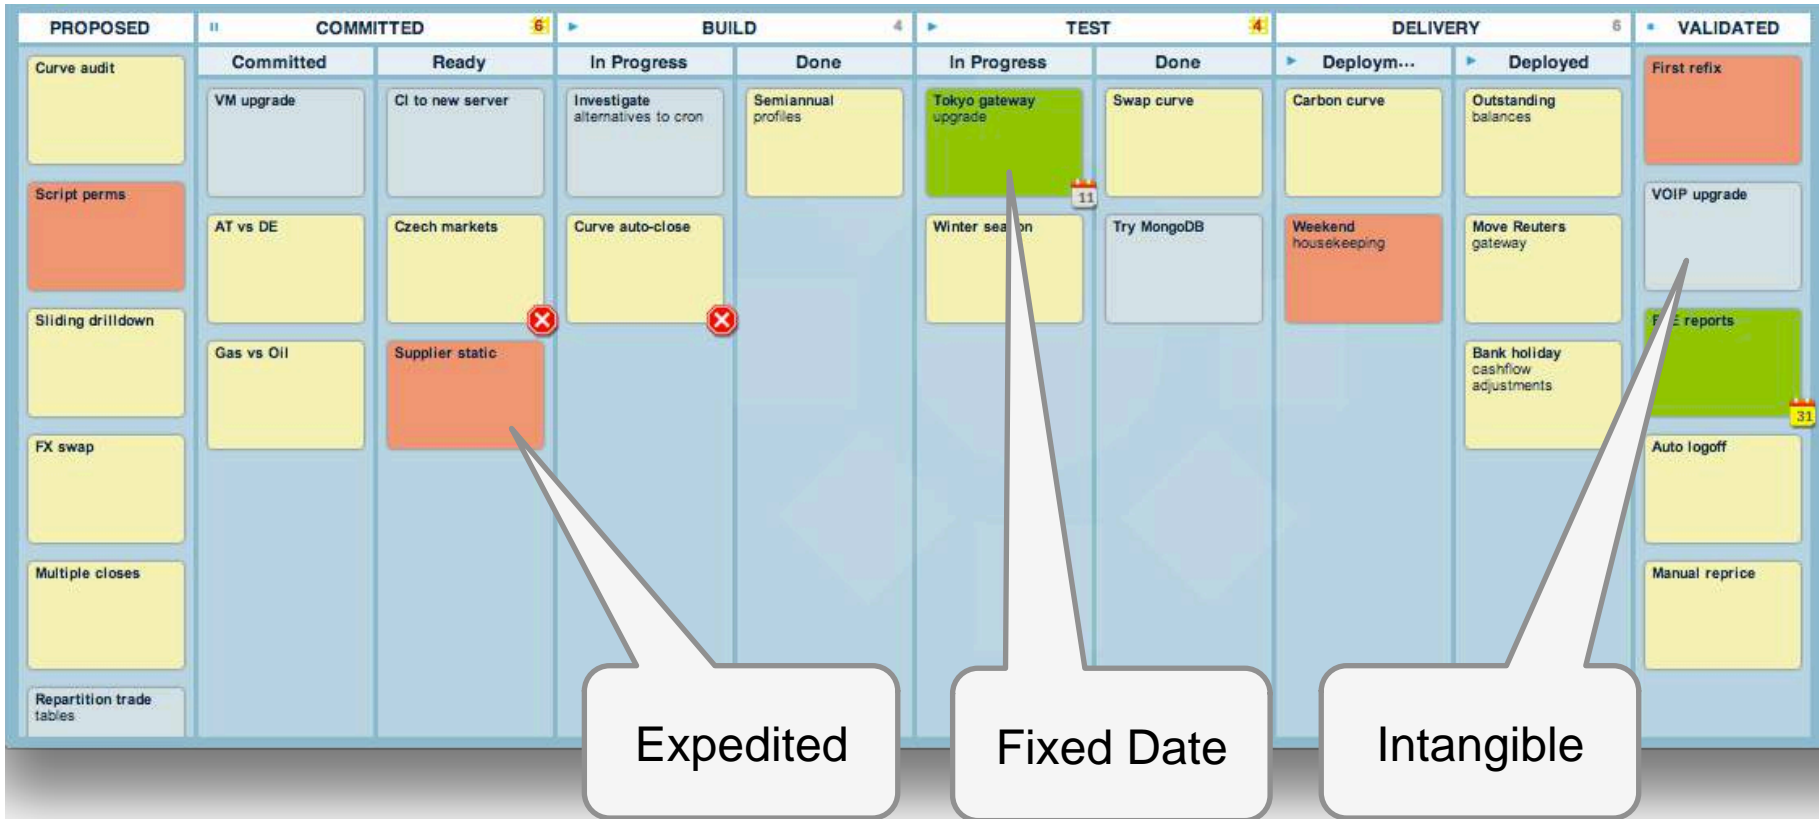 PROPOSED
COMMITTED
6
BUILD
4
TEST
4
DELIVERY
6
VALIDATED
Committed
Ready
In Progress
Done
In Progress
Done
Deploym...
Deployed
Curve audit
Script perms
Sliding drilldown
FX swap
Multiple closes
Repartition trade
tables
VM upgrade
AT vs DE
Gas vs Oil
CI to new server
Czech markets
Supplier static
Investigate
alternatives to cron
Curve auto-close
Semiannual
profiles
Tokyo gateway
upgrade
11
Winter
Swap curve
Try MongoDB
Carbon curve
Weekend
housekeeping
Outstanding
balances
Move Reuters
gateway
Bank holiday
cashflow
adjustments
First refix
VOIP upgrade
reports
31
Auto logoff
Manual reprice
Expedited
Fixed Date
Intangible